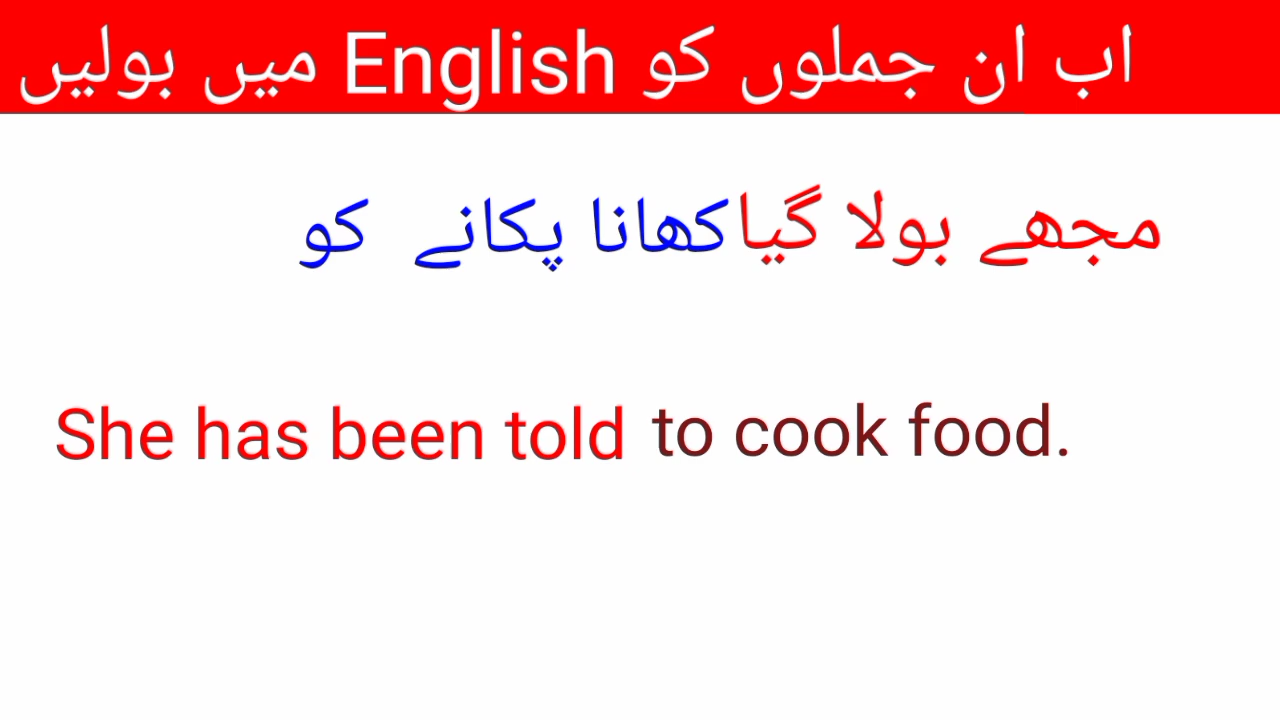 اب ان جملوں کو English میں بولیں
مجھے بولا گیا کھانا پکانے کو
She has been told to cook food.